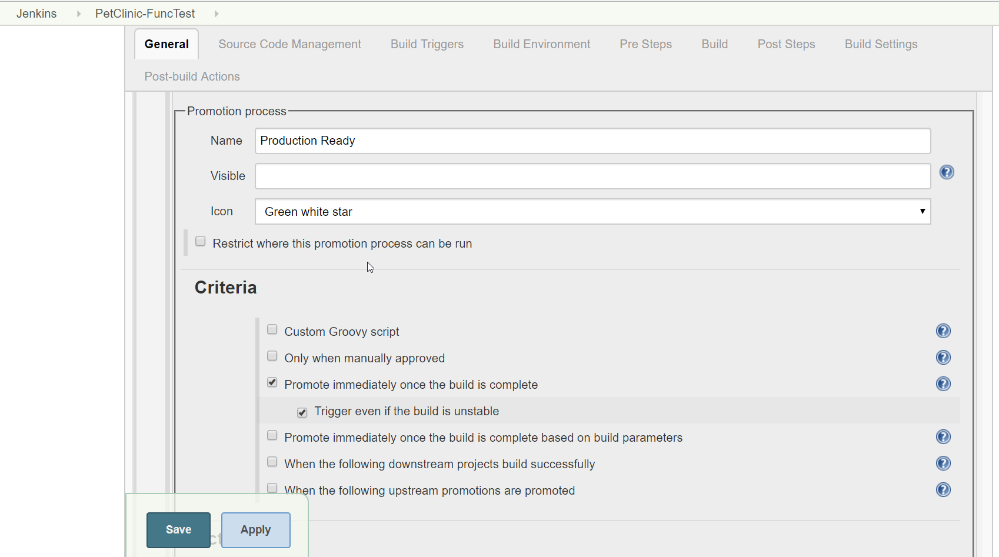 Jenkins PetClinic-FuncTest
General Source Code Management Build Triggers Build Environment Pre Steps Build Post Steps Build Settings
Post-build Actions
Promotion process
Name Production Ready
Visible
Icon Green white star
Restrict where this promotion process can be run
Criteria
Custom Groovy script
Only when manually approved
Promote immediately once the build is complete
Trigger even if the build is unstable
Promote immediately once the build is complete based on build parameters
When the following downstream projects build successfully
When the following upstream promotions are promoted
Save Apply